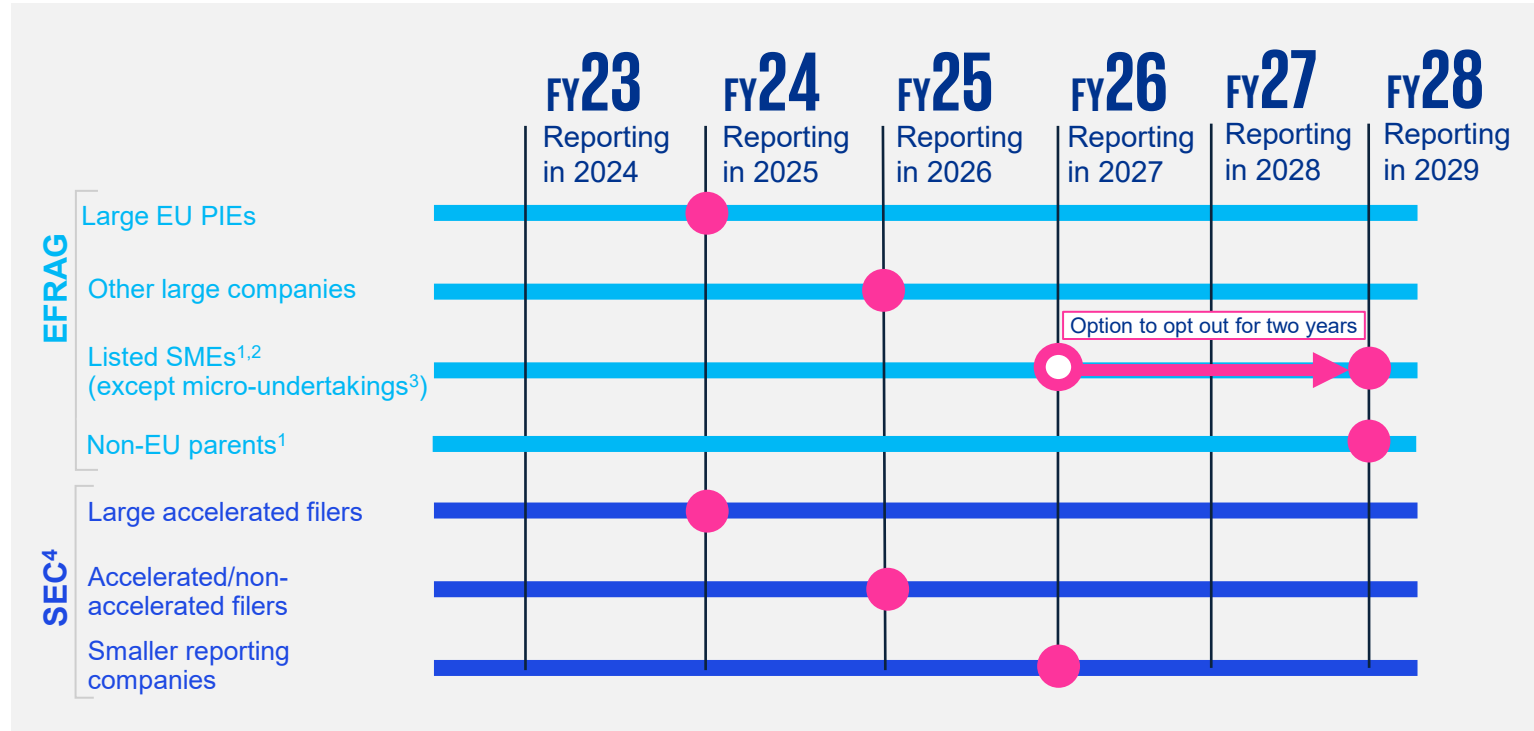 FY23
Reporting
in 2024
FY24
Reporting
in 2025
FY25
Reporting
in 2026
FY26
Reporting
in 2027
FY27
Reporting
in 2028
FY28
Reporting
in 2029
EFRAG
Large EU PIEs
Other large companies
Option to opt out for two years
Listed SMEs1,2
(except micro-undertakings3)
Non-EU parents1
SEC4
Large accelerated filers
Accelerated/non-
accelerated filers
Smaller reporting
companies